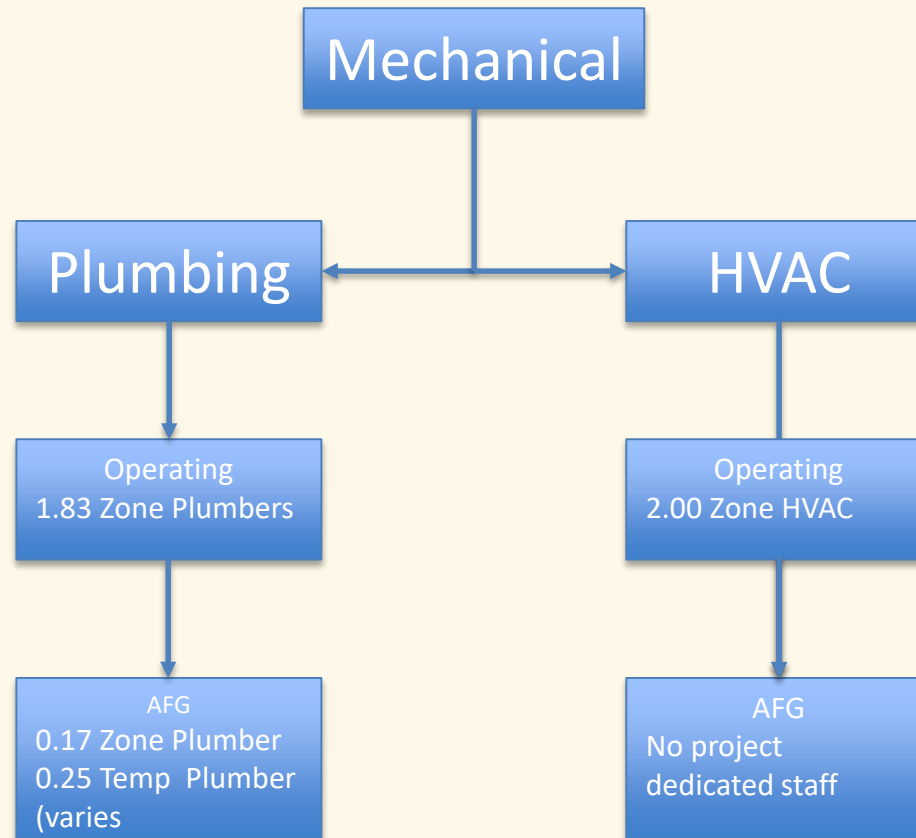 Mechanical
Plumbing
HVAC
Operating
1.83 Zone Plumbers
Operating
2.00 Zone HVAC
AFG
0.17 Zone Plumber
0.25 Temp Plumber
(varies
AFG
No project
dedicated staff